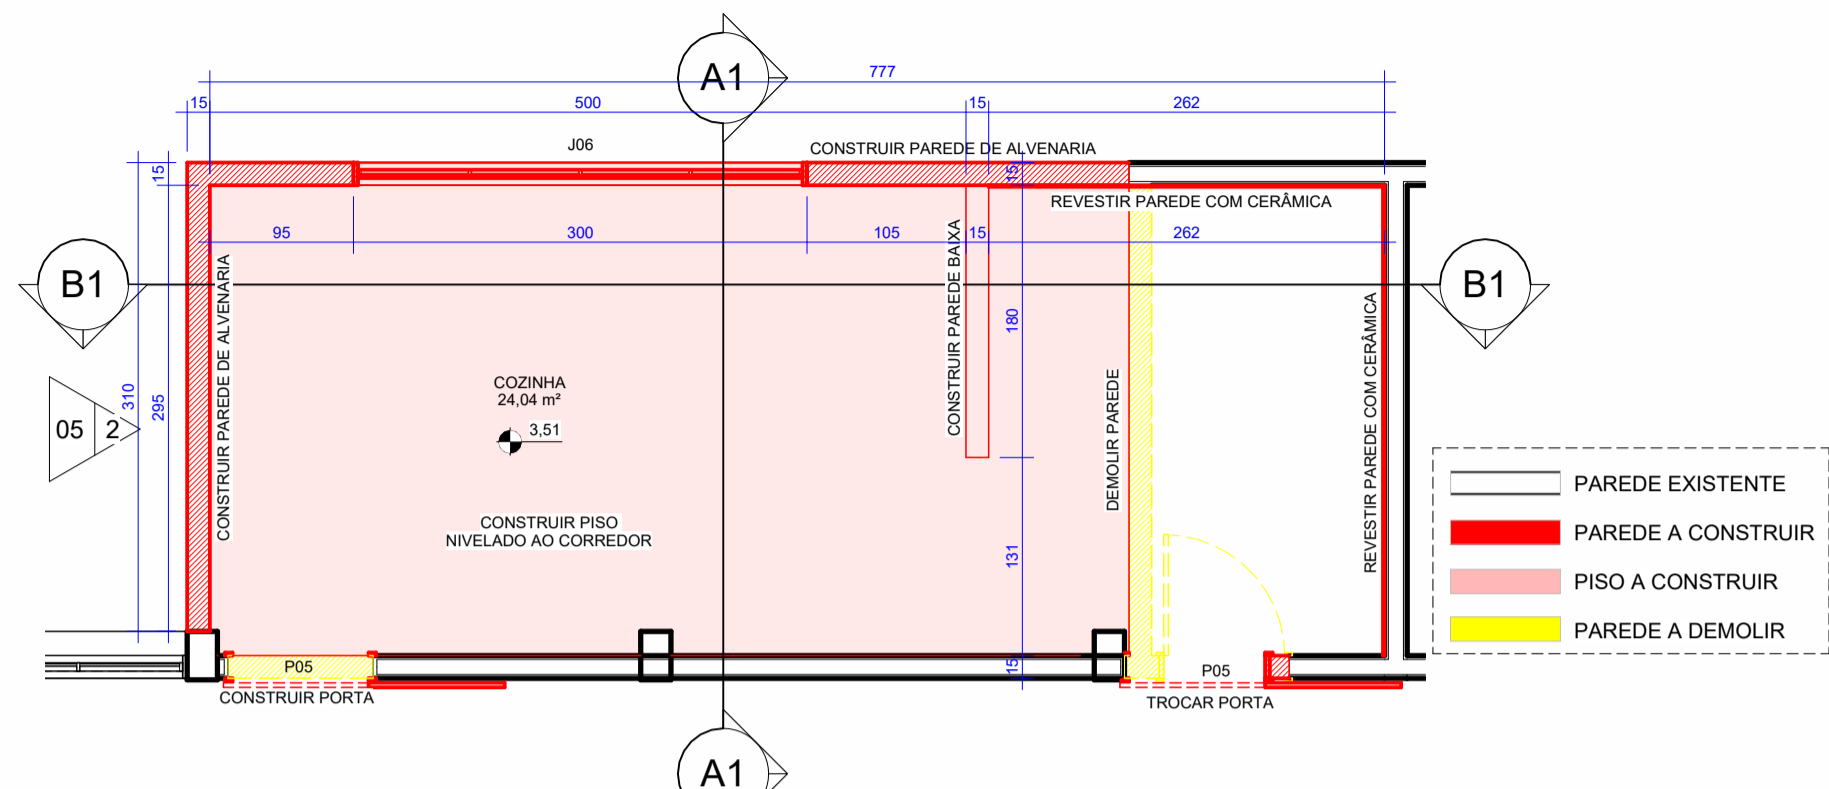 A1
777
15
500
15
262
J06
CONSTRUIR PAREDE DE ALVENARIA
15
15
REVESTIR PAREDE COM CERÂMICA
95
300
105
15
262
B1
B1
CONSTRUIR PAREDE DE ALVENARIA
CONSTRUIR PAREDE BAIXA
180
DEMOLIR PAREDE
REVESTIR PAREDE COM CERÂMICA
310
295
05
2
COZINHA
24,04 m²
3,51
CONSTRUIR PISO
NIVELADO AO CORREDOR
131
15
P05
CONSTRUIR PORTA
P05
TROCAR PORTA
A1
PAREDE EXISTENTE
PAREDE A CONSTRUIR
PISO A CONSTRUIR
PAREDE A DEMOLIR